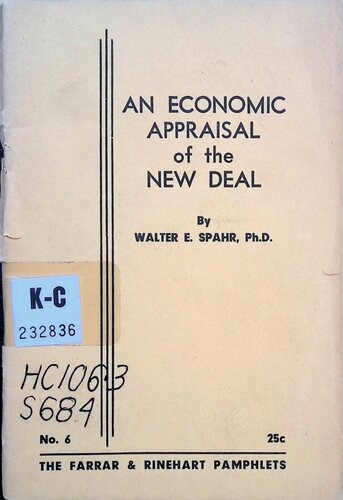 AN ECONOMIC
APPRAISAL
of the
NEW DEAL
By
WALTER E. SPAHR, Ph.D.
K-C
232836
HC106.3
S684
No. 6 25c
THE FARRAR & RINEHART PAMPHLETS